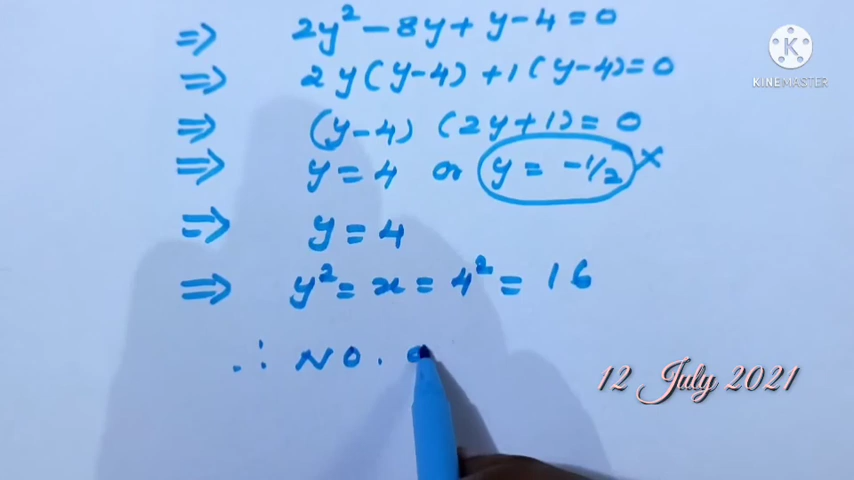 ⇒ 2y² - 8y + y - 4 = 0
⇒ 2y(y-4) + 1(y-4) = 0
⇒ (y-4) (2y+1) = 0
⇒ y = 4 or y = -1/2 ×
⇒ y = 4
⇒ y² = x = 4² = 16
∴ NO. o
K
KINEMASTER
12 July 2021